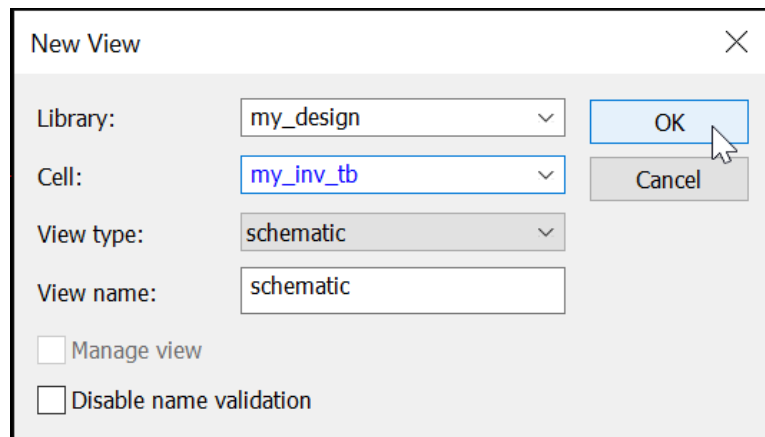 New View
Library:
my_design
OK
Cell:
my_inv_tb
Cancel
View type:
schematic
View name:
schematic
Manage view
Disable name validation